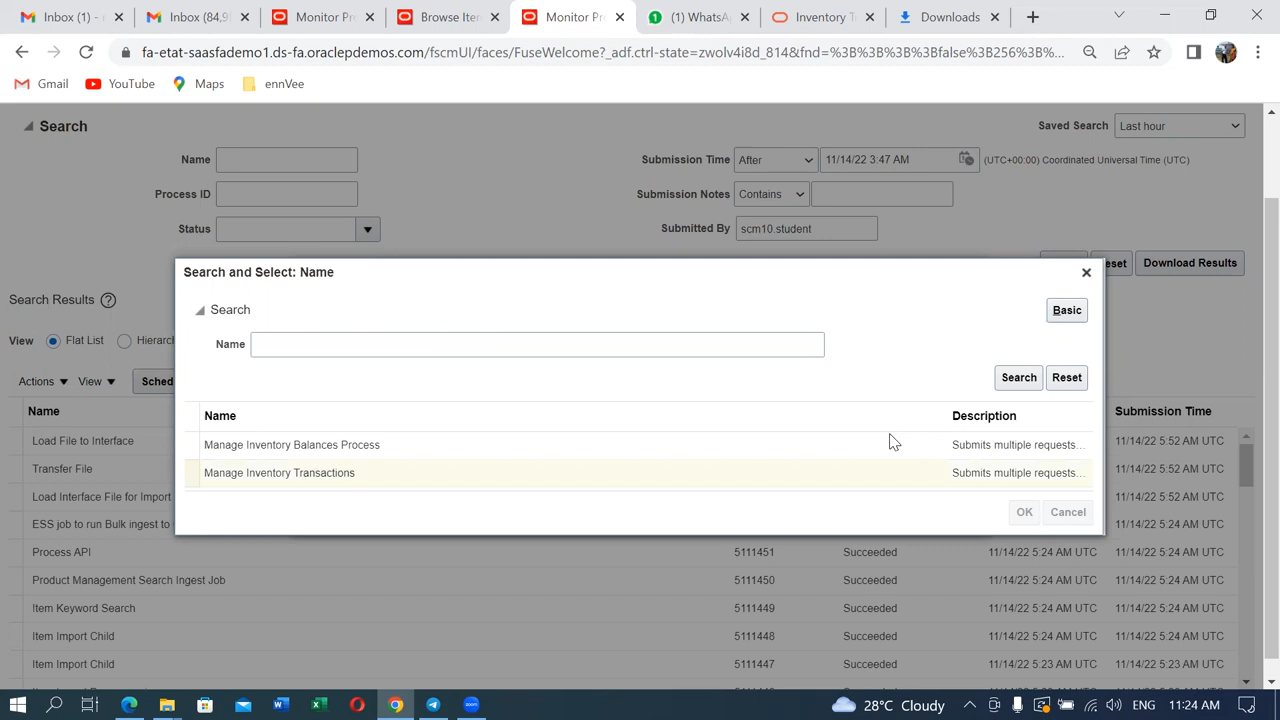 Inbox (1) -
Inbox (84,9
Monitor Pr
Browse Iter
Monitor Pr
(1) WhatsA
Inventory T
Downloads
fa-etat-saasfademo1.ds-fa.oraclepdemos.com/fscmUI/faces/FuseWelcome?_adf.ctrl-state=zwolv4i8d_814&fnd=%3B%3B%3B%3Bfalse%3B256%3B%3B%3...
Gmail
YouTube
Maps
ennVee
Search
Saved Search
Last hour
Name
Submission Time
After
11/14/22 3:47 AM
(UTC+00:00) Coordinated Universal Time (UTC)
Process ID
Submission Notes
Contains
Status
Submitted By
scm10.student
eset
Download Results
Search and Select: Name
Search
Basic
Name
Search
Reset
Name
Description
Manage Inventory Balances Process
Submits multiple requests...
Manage Inventory Transactions
Submits multiple requests...
OK
Cancel
Search Results
View
Flat List
Hierarch
Actions
View
Sched
Name
Submission Time
Load File to Interface
11/14/22 5:52 AM UTC
Transfer File
11/14/22 5:52 AM UTC
Load Interface File for Import
11/14/22 5:52 AM UTC
ESS job to run Bulk ingest to
11/14/22 5:24 AM UTC
Process API
5111451
Succeeded
11/14/22 5:24 AM UTC
11/14/22 5:24 AM UTC
Product Management Search Ingest Job
5111450
Succeeded
11/14/22 5:24 AM UTC
11/14/22 5:24 AM UTC
Item Keyword Search
5111449
Succeeded
11/14/22 5:24 AM UTC
11/14/22 5:24 AM UTC
Item Import Child
5111448
Succeeded
11/14/22 5:24 AM UTC
11/14/22 5:24 AM UTC
Item Import Child
5111447
Succeeded
11/14/22 5:23 AM UTC
11/14/22 5:23 AM UTC
28°C Cloudy
ENG
11:24 AM